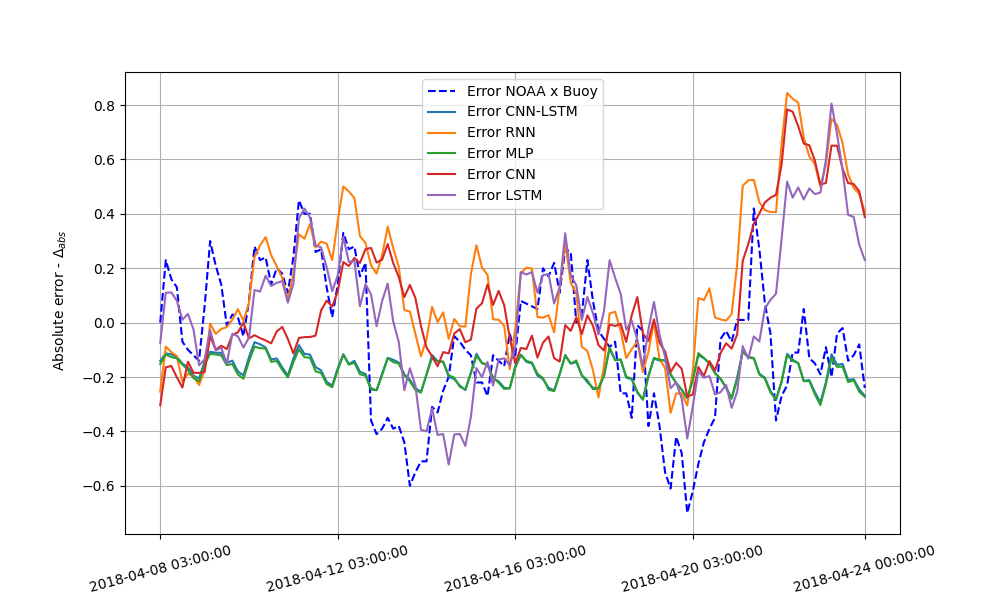 Error NOAA x Buoy
Error CNN-LSTM
Error RNN
Error MLP
Error CNN
Error LSTM
Absolute error - Δabs
0.8
0.6
0.4
0.2
0.0
−0.2
−0.4
−0.6
2018-04-08 03:00:00
2018-04-12 03:00:00
2018-04-16 03:00:00
2018-04-20 03:00:00
2018-04-24 00:00:00